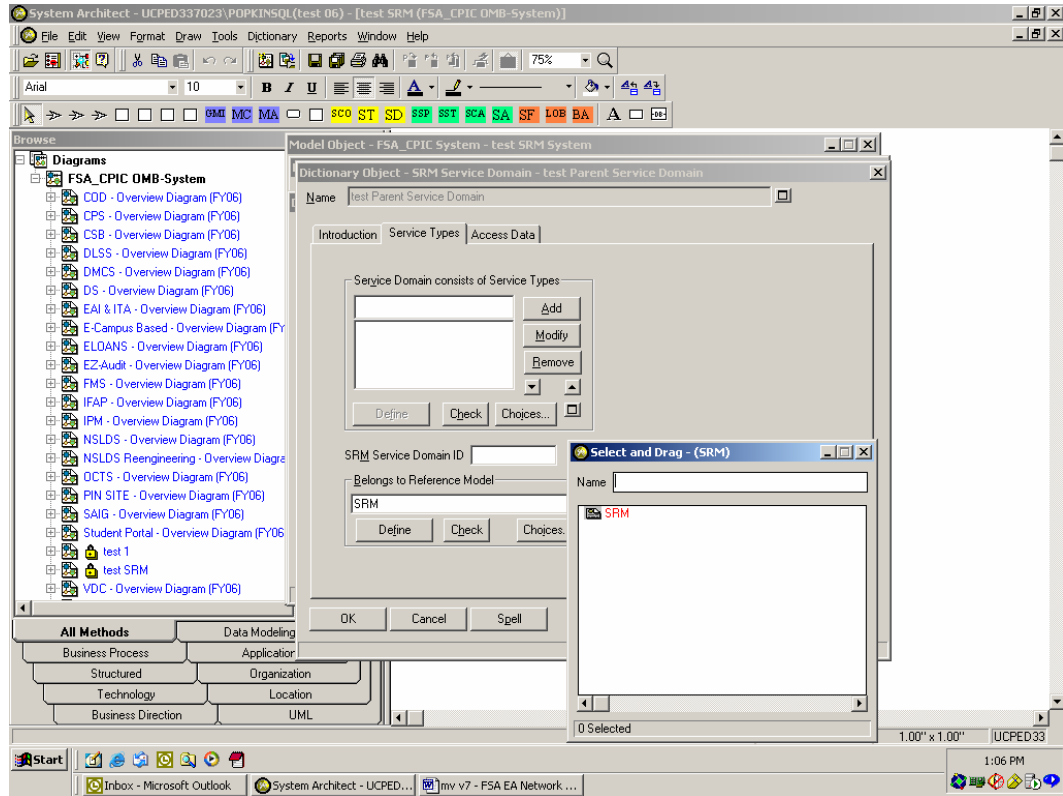 System Architect - UCPED337023\POPKINSQL(test 06) - [test SRM (FSA_CPIC OMB-System)]
File Edit View Format Draw Tools Dictionary Reports Window Help
75%
Arial 10 B I U A
GMI MC MA SCO ST SD SSP SST SCA SA SF LOB BA A
Browse
Diagrams
FSA_CPIC OMB-System
COD - Overview Diagram (FY06)
CPS - Overview Diagram (FY06)
CSB - Overview Diagram (FY06)
DLSS - Overview Diagram (FY06)
DMCS - Overview Diagram (FY06)
DS - Overview Diagram (FY06)
EAI & ITA - Overview Diagram (FY06)
E-Campus Based - Overview Diagram (FY
ELOANS - Overview Diagram (FY06)
EZ-Audit - Overview Diagram (FY06)
FMS - Overview Diagram (FY06)
IFAP - Overview Diagram (FY06)
IPM - Overview Diagram (FY06)
NSLDS - Overview Diagram (FY06)
NSLDS Reengineering - Overview Diagra
OCTS - Overview Diagram (FY06)
PIN SITE - Overview Diagram (FY06)
SAIG - Overview Diagram (FY06)
Student Portal - Overview Diagram (FY06
test 1
test SRM
VDC - Overview Diagram (FY06)
All Methods Data Modeling
Business Process Application
Structured Organization
Technology Location
Business Direction UML
Model Object - FSA_CPIC System - test SRM System
Dictionary Object - SRM Service Domain - test Parent Service Domain
Name test Parent Service Domain
Introduction Service Types Access Data
Service Domain consists of Service Types
Add
Modify
Remove
Define Check Choices...
SRM Service Domain ID
Belongs to Reference Model
SRM
Define Check Choices.
OK Cancel Spell
Select and Drag - (SRM)
Name
SRM
0 Selected
1.00" x 1.00" UCPED33
Start
1:06 PM
Inbox - Microsoft Outlook System Architect - UCPED... mv v7 - FSA EA Network ...